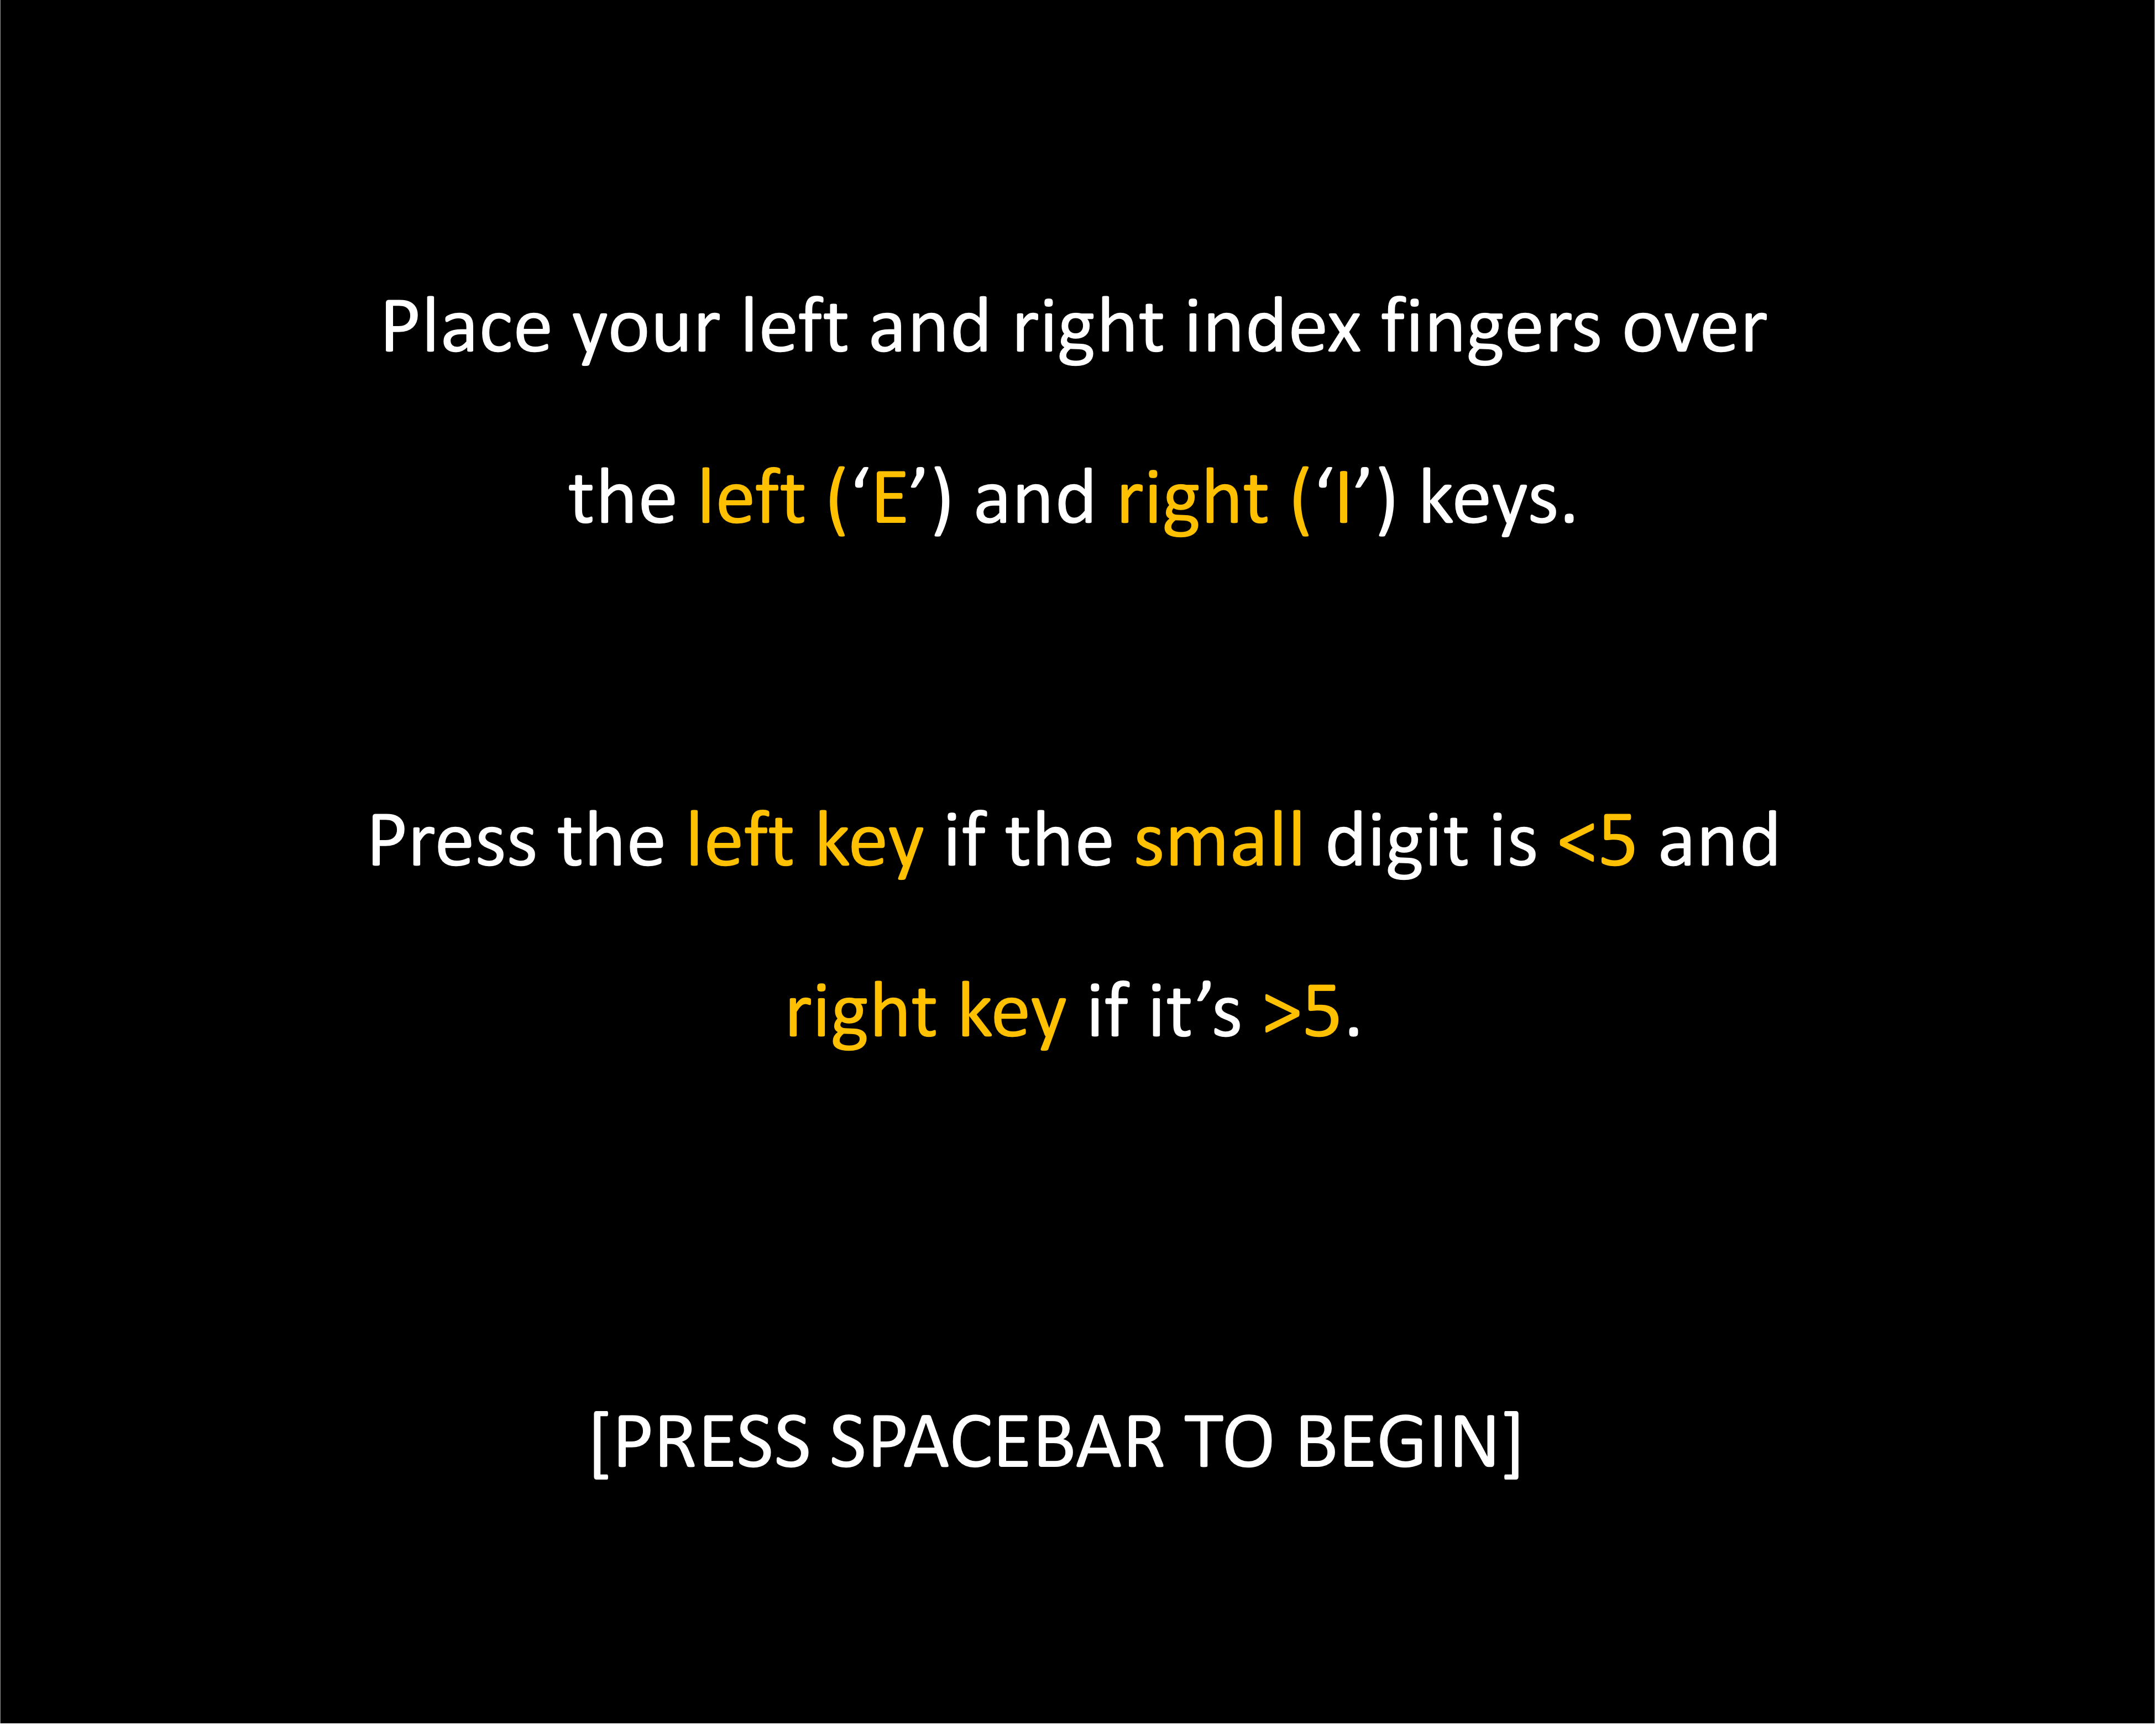 Place your left and right index fingers over
the left (‘E’) and right (‘I’) keys.
Press the left key if the small digit is <5 and
right key if it’s >5.
[PRESS SPACEBAR TO BEGIN]